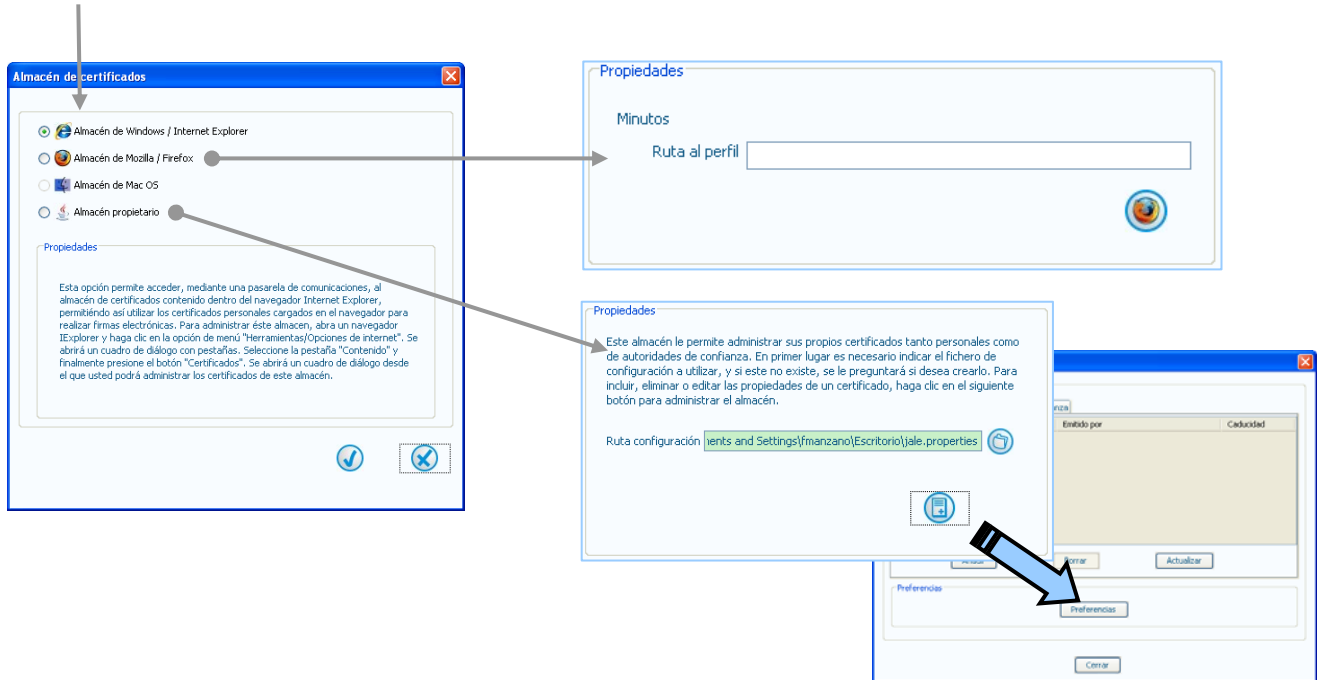 Almacén de certificados
Almacén de Windows / Internet Explorer
Almacén de Mozilla / Firefox
Almacén de Mac OS
Almacén propietario
Propiedades
Esta opción permite acceder, mediante una pasarela de comunicaciones, al
almacén de certificados contenido dentro del navegador Internet Explorer,
permitiéndo así utilizar los certificados personales cargados en el navegador para
realizar firmas electrónicas. Para administrar éste almacen, abra un navegador
IExplorer y haga clic en la opción de menú "Herramientas/Opciones de internet". Se
abrirá un cuadro de diálogo con pestañas. Seleccione la pestaña "Contenido" y
finalmente presione el botón "Certificados". Se abrirá un cuadro de diálogo desde
el que usted podrá administrar los certificados de este almacén.
Propiedades
Minutos
Ruta al perfil
Propiedades
Este almacén le permite administrar sus propios certificados tanto personales como
de autoridades de confianza. En primer lugar es necesario indicar el fichero de
configuración a utilizar, y si este no existe, se le preguntará si desea crearlo. Para
incluir, eliminar o editar las propiedades de un certificado, haga clic en el siguiente
botón para administrar el almacén.
Ruta configuración ents and Settings\fmanzano\Escritorio\jale.properties
nza
Emitido por Caducidad
Borrar Actualizar
Preferencias
Preferencias
Cerrar